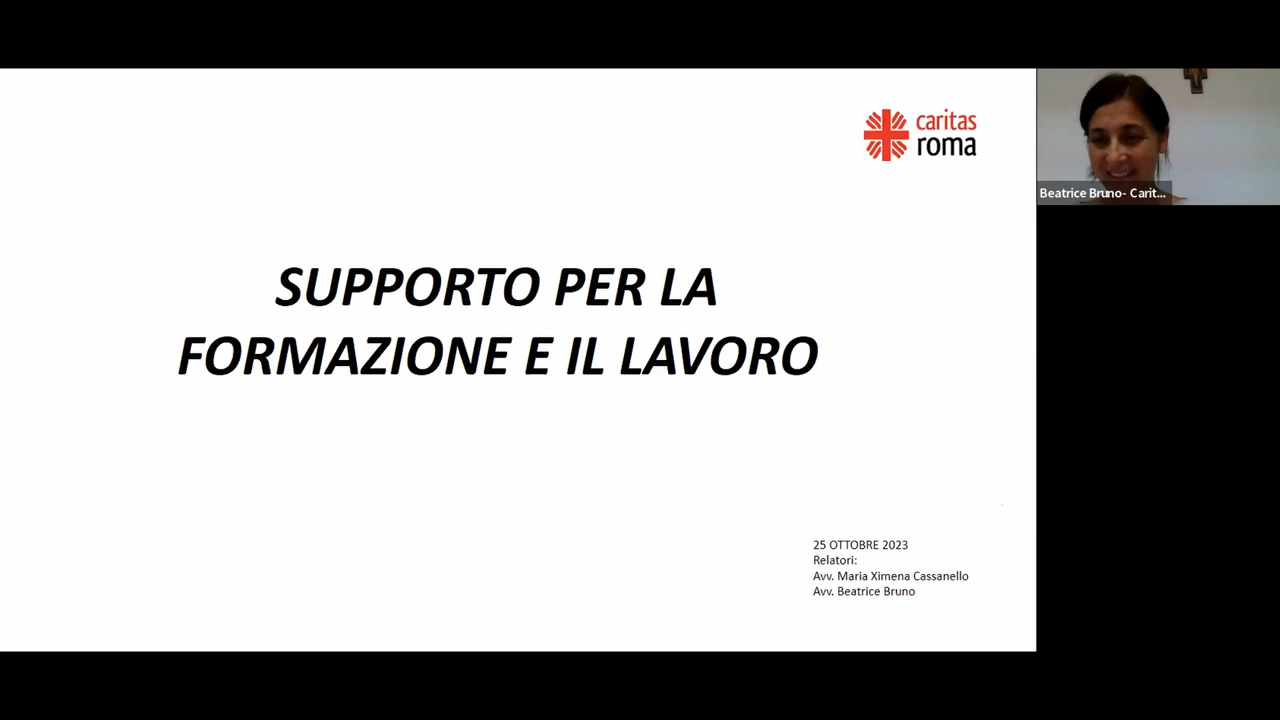 caritas
roma
SUPPORTO PER LA
FORMAZIONE E IL LAVORO
25 OTTOBRE 2023
Relatori:
Avv. Maria Ximena Cassanello
Avv. Beatrice Bruno
Beatrice Bruno- Carit...